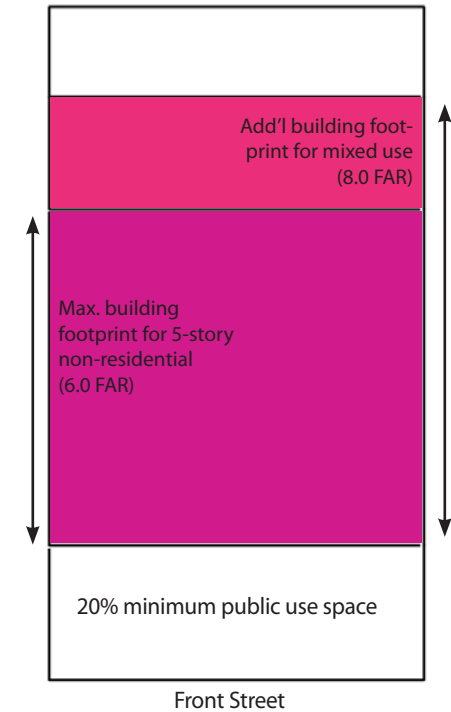 Add'l building foot-
print for mixed use
(8.0 FAR)
Max. building
footprint for 5-story
non-residential
(6.0 FAR)
20% minimum public use space
Front Street